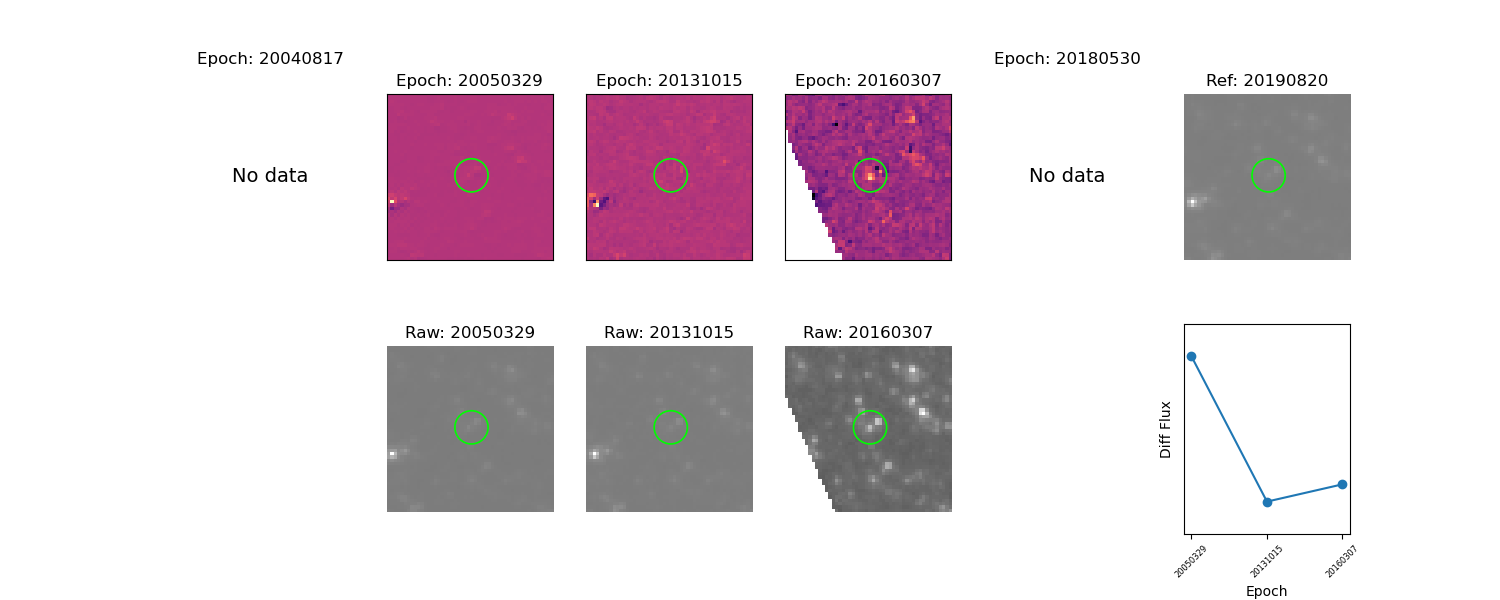 Epoch: 20040817
Epoch: 20050329
Epoch: 20131015
Epoch: 20160307
Epoch: 20180530
Ref: 20190820
No data
No data
Raw: 20050329
Raw: 20131015
Raw: 20160307
Diff Flux
20050329
20131015
20160307
Epoch